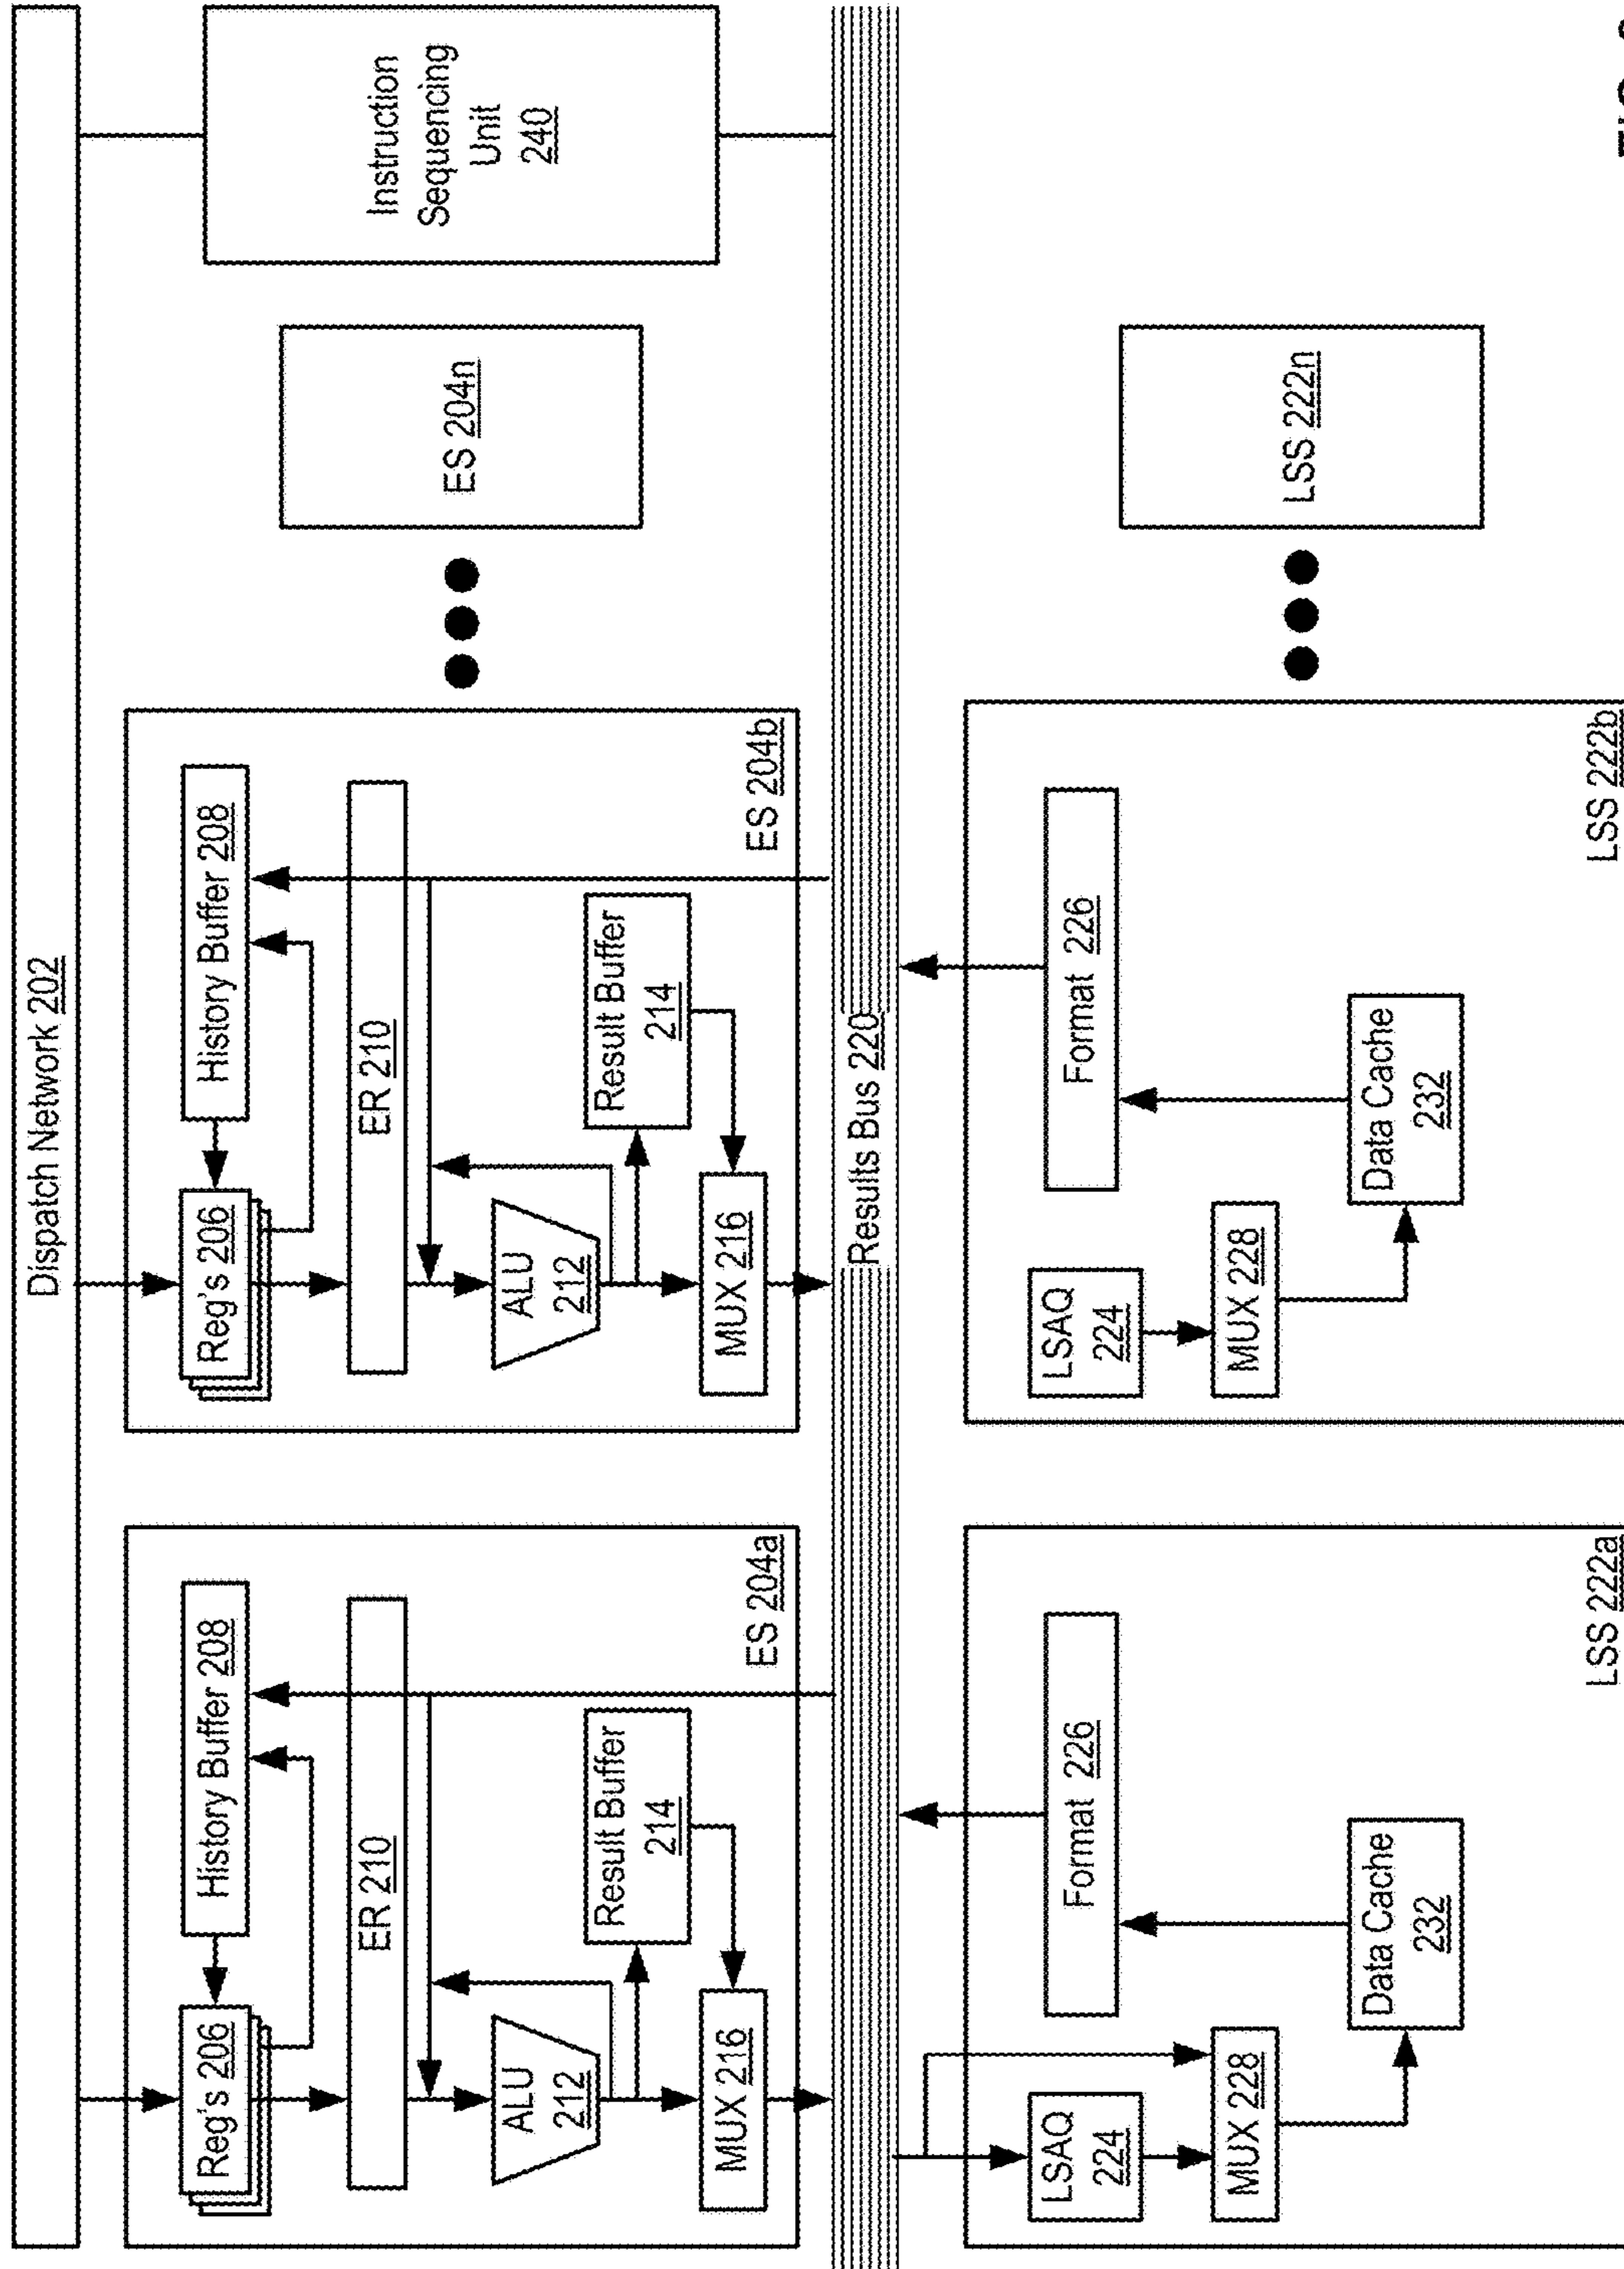 Dispatch Network 202
Reg's 206
History Buffer 208
ER 210
ALU
212
Result Buffer
214
MUX 216
ES 204a
Reg's 206
History Buffer 208
ER 210
ALU
212
Result Buffer
214
MUX 216
ES 204b
ES 204n
Instruction
Sequencing
Unit
240
Results Bus 220
LSAQ
224
MUX 228
Format 226
Data Cache
232
LSS 222a
LSAQ
224
MUX 228
Format 226
Data Cache
232
LSS 222b
LSS 222n